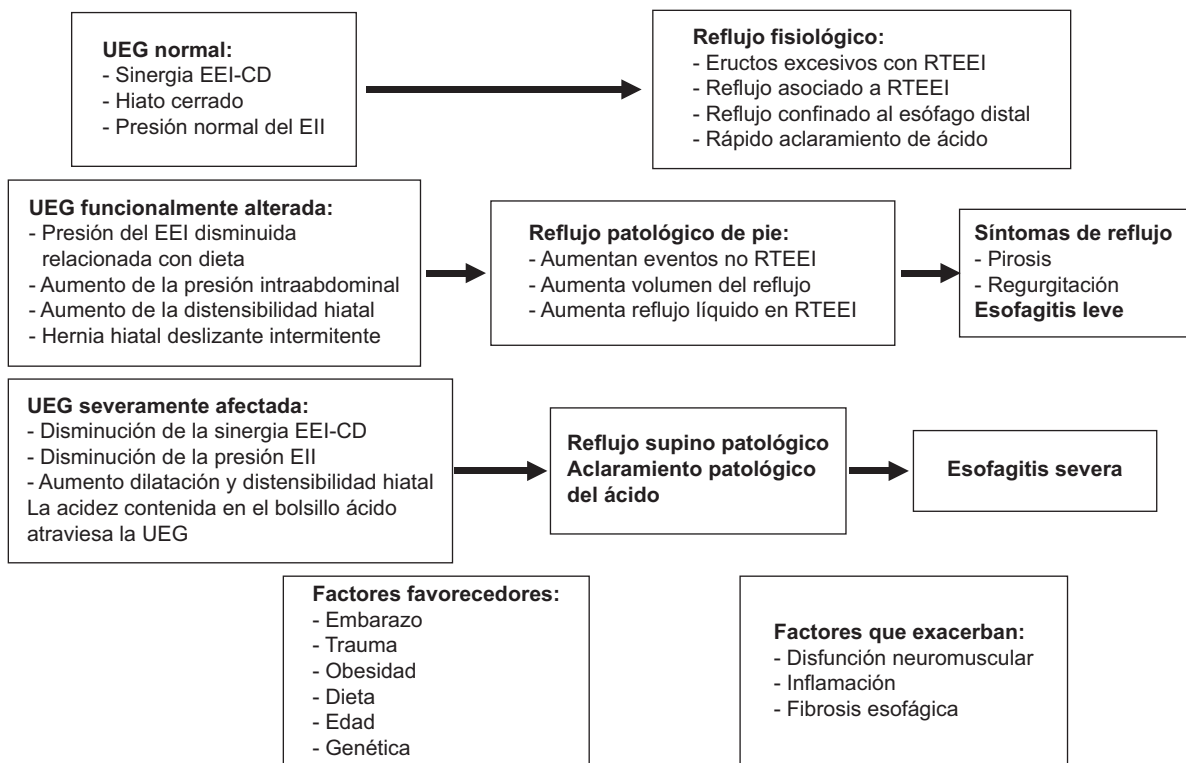 UEG normal:
- Sinergia EEI-CD
- Hiato cerrado
- Presión normal del EII
Reflujo fisiológico:
- Eructos excesivos con RTEEI
- Reflujo asociado a RTEEI
- Reflujo confinado al esófago distal
- Rápido aclaramiento de ácido
UEG funcionalmente alterada:
- Presión del EEI disminuida
relacionada con dieta
- Aumento de la presión intraabdominal
- Aumento de la distensibilidad hiatal
- Hernia hiatal deslizante intermitente
Reflujo patológico de pie:
- Aumentan eventos no RTEEI
- Aumenta volumen del reflujo
- Aumenta reflujo líquido en RTEEI
Síntomas de reflujo
- Pirosis
- Regurgitación
Esofagitis leve
UEG severamente afectada:
- Disminución de la sinergia EEI-CD
- Disminución de la presión EII
- Aumento dilatación y distensibilidad hiatal
La acidez contenida en el bolsillo ácido
atraviesa la UEG
Reflujo supino patológico
Aclaramiento patológico
del ácido
Esofagitis severa
Factores favorecedores:
- Embarazo
- Trauma
- Obesidad
- Dieta
- Edad
- Genética
Factores que exacerban:
- Disfunción neuromuscular
- Inflamación
- Fibrosis esofágica